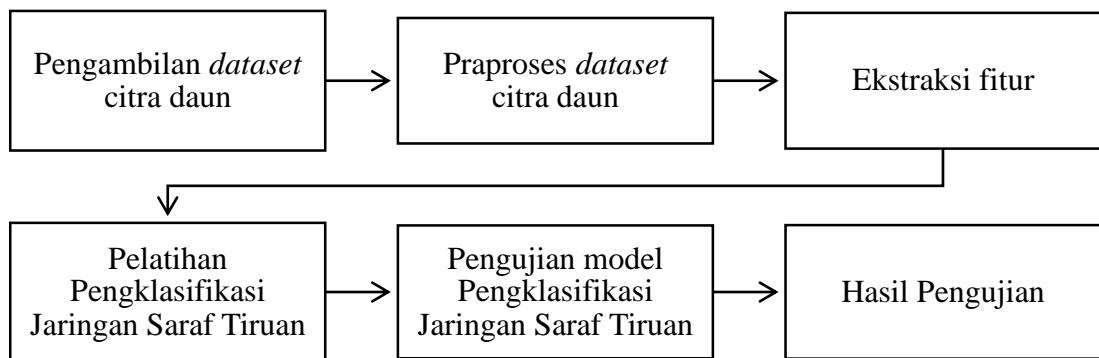 Pengambilan dataset
citra daun
Praproses dataset
citra daun
Ekstraksi fitur
Pelatihan
Pengklasifikasi
Jaringan Saraf Tiruan
Pengujian model
Pengklasifikasi
Jaringan Saraf Tiruan
Hasil Pengujian